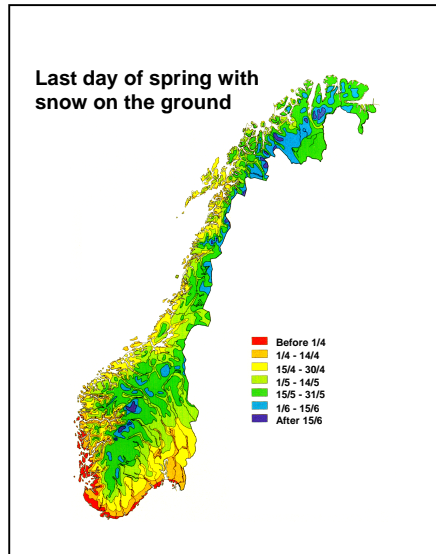 Last day of spring with
snow on the ground
Before 1/4
1/4 - 14/4
15/4 - 30/4
1/5 - 14/5
15/5 - 31/5
1/6 - 15/6
After 15/6